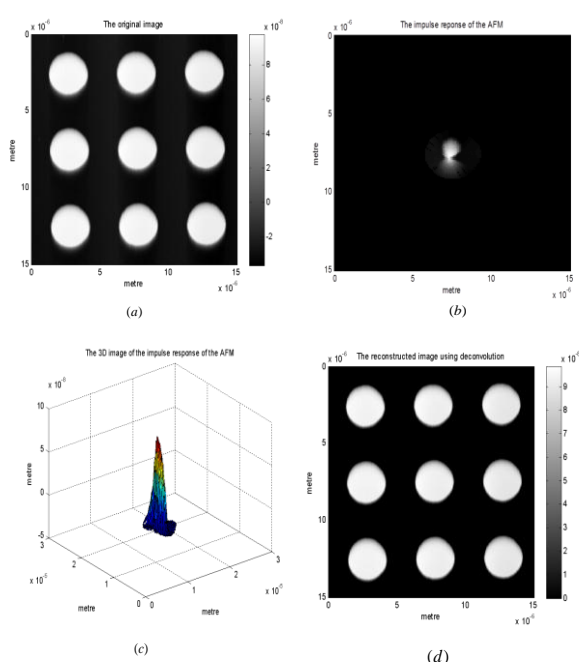 The original image
x 10⁻⁶
x 10⁻⁸
0
5
10
15
metre
0
5
10
15
metre
x 10⁻⁶
8
6
4
2
0
-2
(a)
The impulse reponse of the AFM
x 10⁻⁶
0
5
10
15
metre
0
5
10
15
metre
x 10⁻⁶
(b)
The 3D image of the impulse response of the AFM
x 10⁻⁸
10
5
0
-5
metre
3
2
1
0
x 10⁻⁵
metre
0
1
2
3
x 10⁻⁵
metre
(c)
The reconstructed image using deconvolution
x 10⁻⁶
0
5
10
15
metre
0
5
10
15
metre
x 10⁻⁶
9
8
7
6
5
4
3
2
1
0
(d)